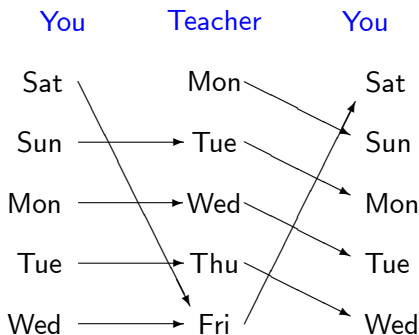 You Teacher You
Sat Mon Sat
Sun Tue Sun
Mon Wed Mon
Tue Thu Tue
Wed Fri Wed